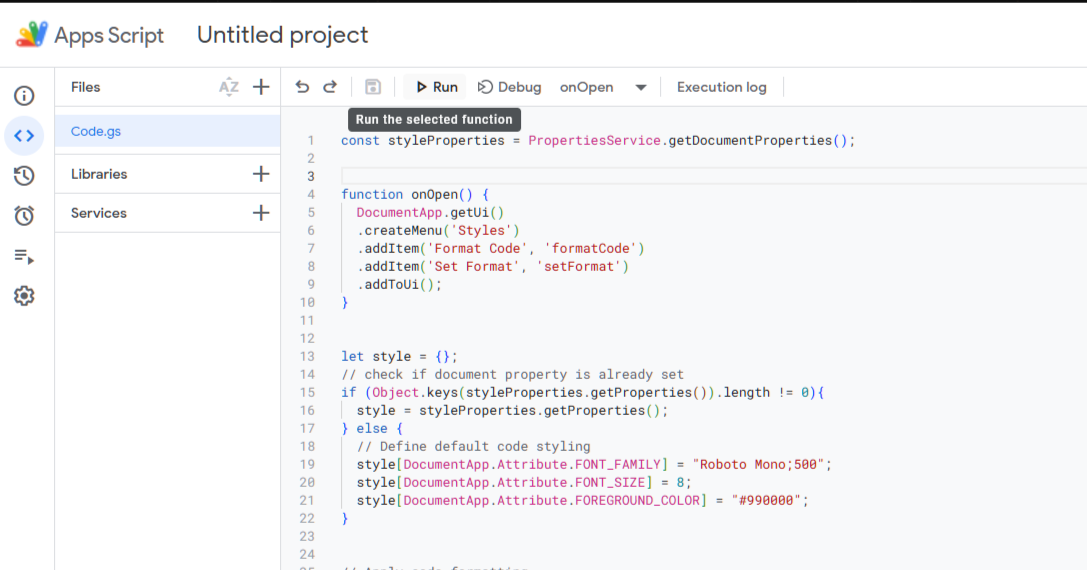 Apps Script Untitled project
Files AZ
Run Debug onOpen Execution log
Run the selected function
Code.gs
Libraries
Services
1 const styleProperties = PropertiesService.getDocumentProperties();
2
3
4 function onOpen() {
5 DocumentApp.getUi()
6 .createMenu('Styles')
7 .addItem('Format Code', 'formatCode')
8 .addItem('Set Format', 'setFormat')
9 .addToUi();
10 }
11
12
13 let style = {};
14 // check if document property is already set
15 if (Object.keys(styleProperties.getProperties()).length != 0){
16 style = styleProperties.getProperties();
17 } else {
18 // Define default code styling
19 style[DocumentApp.Attribute.FONT_FAMILY] = "Roboto Mono;500";
20 style[DocumentApp.Attribute.FONT_SIZE] = 8;
21 style[DocumentApp.Attribute.FOREGROUND_COLOR] = "#990000";
22 }
23
24